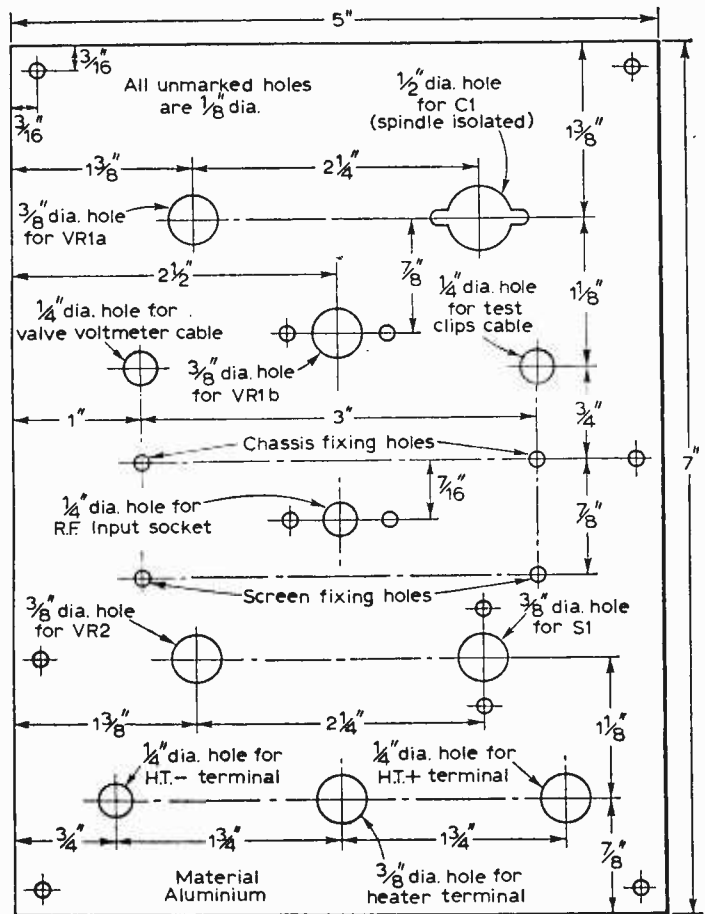 5"
3/16"
3/16"
All unmarked holes
are 1/8" dia.
1/2" dia. hole
for C1
(spindle isolated)
1 3/8"
1 3/8"
2 1/4"
3/8" dia. hole
for VR1a
2 1/2"
7/8"
1 1/8"
1/4" dia. hole for
valve voltmeter cable
3/8" dia. hole
for VR1b
1/4" dia. hole
for test
clips cable
1"
3"
3/4"
7"
Chassis fixing holes
1/4" dia. hole for
R.F. Input socket
7/16"
7/8"
Screen fixing holes
3/8" dia. hole
for VR2
3/8" dia. hole
for S1
1 3/8"
2 1/4"
1 1/8"
1/4" dia. hole for
H.T.- terminal
1/4" dia. hole for
H.T.+ terminal
3/4"
1 3/4"
1 3/4"
7/8"
Material
Aluminium
3/8" dia. hole for
heater terminal